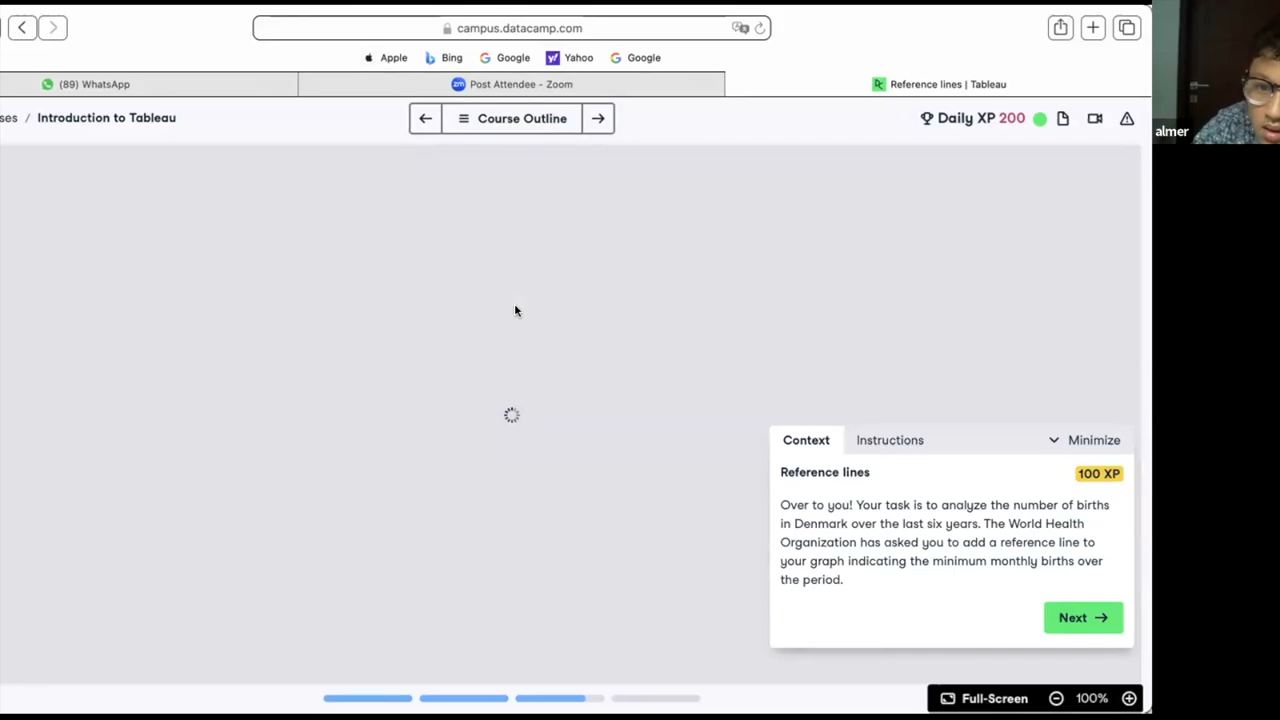 campus.datacamp.com
Apple
Bing
Google
Yahoo
Google
(89) WhatsApp
zm
Post Attendee - Zoom
Reference lines | Tableau
ses / Introduction to Tableau
Course Outline
Daily XP 200
almer
Context
Instructions
Minimize
Reference lines
100 XP
Over to you! Your task is to analyze the number of births
in Denmark over the last six years. The World Health
Organization has asked you to add a reference line to
your graph indicating the minimum monthly births over
the period.
Next
Full-Screen
100%